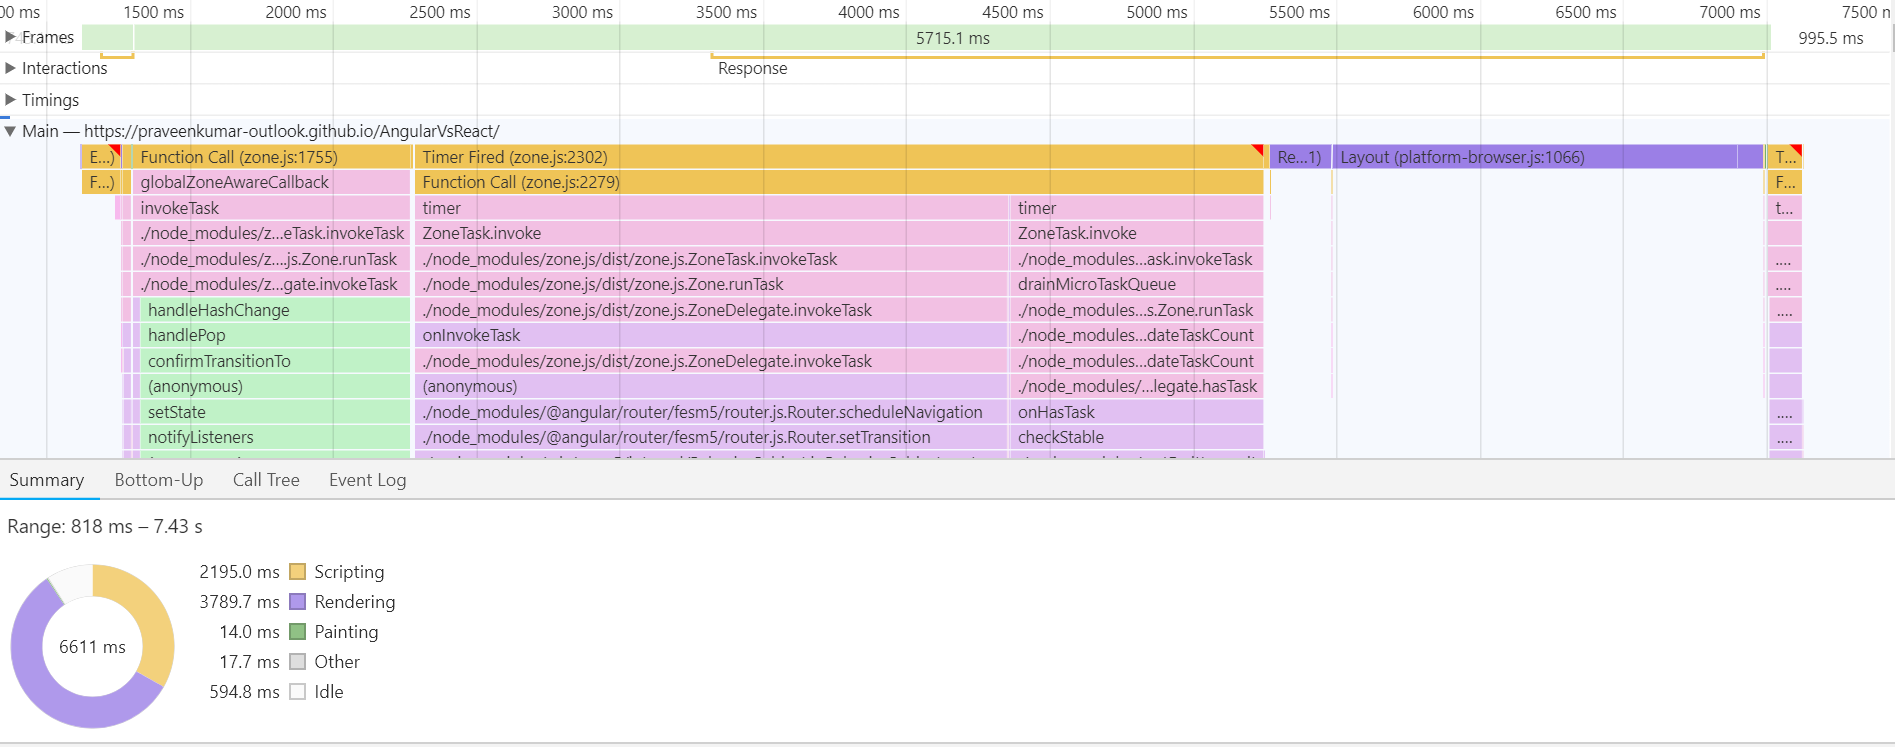 00 ms 1500 ms 2000 ms 2500 ms 3000 ms 3500 ms 4000 ms 4500 ms 5000 ms 5500 ms 6000 ms 6500 ms 7000 ms 7500 n
Frames 5715.1 ms 995.5 ms
Interactions Response
Timings
Main — https://praveenkumar-outlook.github.io/AngularVsReact/
E...) Function Call (zone.js:1755) Timer Fired (zone.js:2302) Re...1) Layout (platform-browser.js:1066) T...
F...) globalZoneAwareCallback Function Call (zone.js:2279) F...
invokeTask timer timer t...
./node_modules/z...eTask.invokeTask ZoneTask.invoke ZoneTask.invoke
./node_modules/z....js.Zone.runTask ./node_modules/zone.js/dist/zone.js.ZoneTask.invokeTask ./node_modules...ask.invokeTask ....
./node_modules/z...gate.invokeTask ./node_modules/zone.js/dist/zone.js.Zone.runTask drainMicroTaskQueue ....
handleHashChange ./node_modules/zone.js/dist/zone.js.ZoneDelegate.invokeTask ./node_modules...s.Zone.runTask ....
handlePop onInvokeTask ./node_modules...dateTaskCount
confirmTransitionTo ./node_modules/zone.js/dist/zone.js.ZoneDelegate.invokeTask ./node_modules...dateTaskCount
(anonymous) (anonymous) ./node_modules/...legate.hasTask
setState ./node_modules/@angular/router/fesm5/router.js.Router.scheduleNavigation onHasTask ....
notifyListeners ./node_modules/@angular/router/fesm5/router.js.Router.setTransition checkStable ....
Summary Bottom-Up Call Tree Event Log
Range: 818 ms – 7.43 s
2195.0 ms Scripting
3789.7 ms Rendering
14.0 ms Painting
17.7 ms Other
594.8 ms Idle
6611 ms